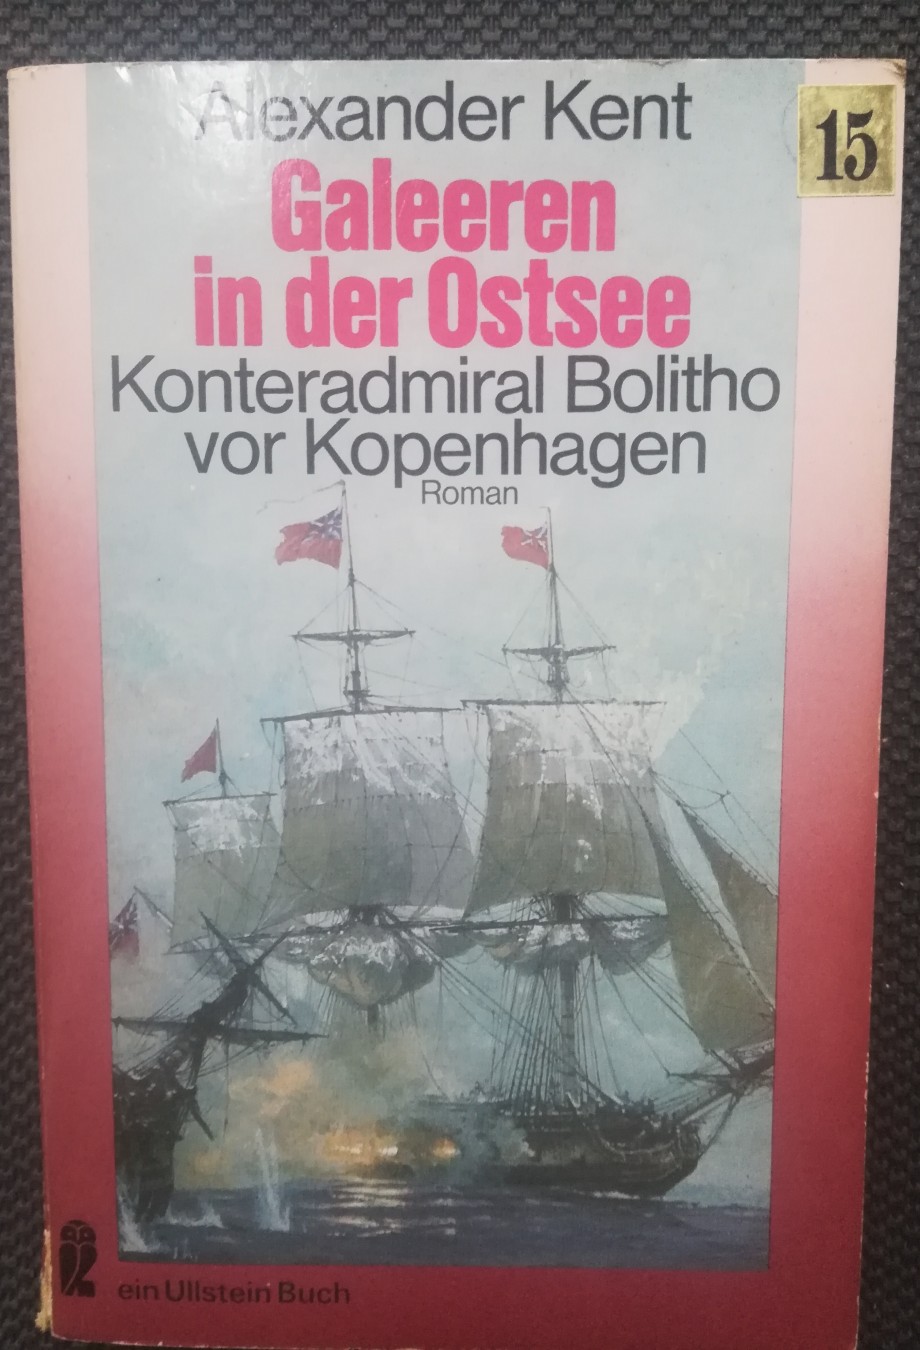 Alexander Kent
15
Galeeren
in der Ostsee
Konteradmiral Bolitho
vor Kopenhagen
Roman
ein Ullstein Buch